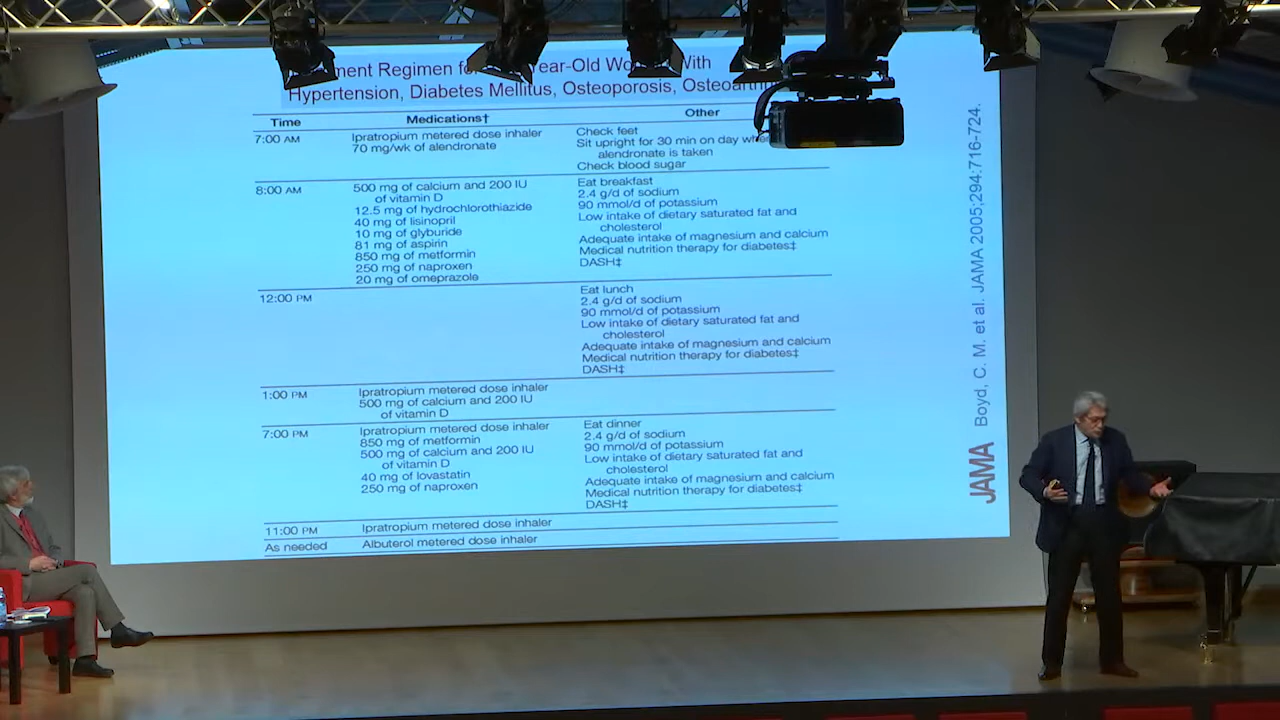 ment Regimen fo year-Old Wo With
Hypertension, Diabetes Mellitus, Osteoporosis, Osteoarth
Time Medications† Other
7:00 AM Ipratropium metered dose inhaler Check feet
70 mg/wk of alendronate Sit upright for 30 min on day whe
alendronate is taken
Check blood sugar
8:00 AM 500 mg of calcium and 200 IU Eat breakfast
of vitamin D 2.4 g/d of sodium
12.5 mg of hydrochlorothiazide 90 mmol/d of potassium
40 mg of lisinopril Low intake of dietary saturated fat and
10 mg of glyburide cholesterol
81 mg of aspirin Adequate intake of magnesium and calcium
850 mg of metformin Medical nutrition therapy for diabetes‡
250 mg of naproxen DASH‡
20 mg of omeprazole
12:00 PM Eat lunch
2.4 g/d of sodium
90 mmol/d of potassium
Low intake of dietary saturated fat and
cholesterol
Adequate intake of magnesium and calcium
Medical nutrition therapy for diabetes‡
DASH‡
1:00 PM Ipratropium metered dose inhaler
500 mg of calcium and 200 IU
of vitamin D
7:00 PM Ipratropium metered dose inhaler Eat dinner
850 mg of metformin 2.4 g/d of sodium
500 mg of calcium and 200 IU 90 mmol/d of potassium
of vitamin D Low intake of dietary saturated fat and
40 mg of lovastatin cholesterol
250 mg of naproxen Adequate intake of magnesium and calcium
Medical nutrition therapy for diabetes‡
DASH‡
11:00 PM Ipratropium metered dose inhaler
As needed Albuterol metered dose inhaler
JAMA Boyd, C. M. et al. JAMA 2005;294:716-724.